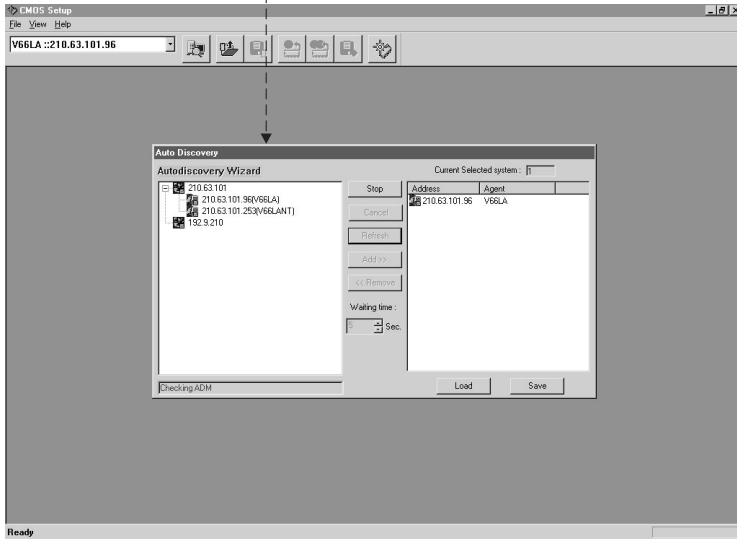 CMOS Setup
File View Help
V66LA ::210.63.101.96
Auto Discovery
Autodiscovery Wizard
Current Selected system : 1
210.63.101
210.63.101.96(V66LA)
210.63.101.253(V66LANT)
192.9.210
Stop
Cancel
Refresh
Add >>
<< Remove
Waiting time :
5 Sec.
Address Agent
210.63.101.96 V66LA
Checking ADM
Load Save
Ready